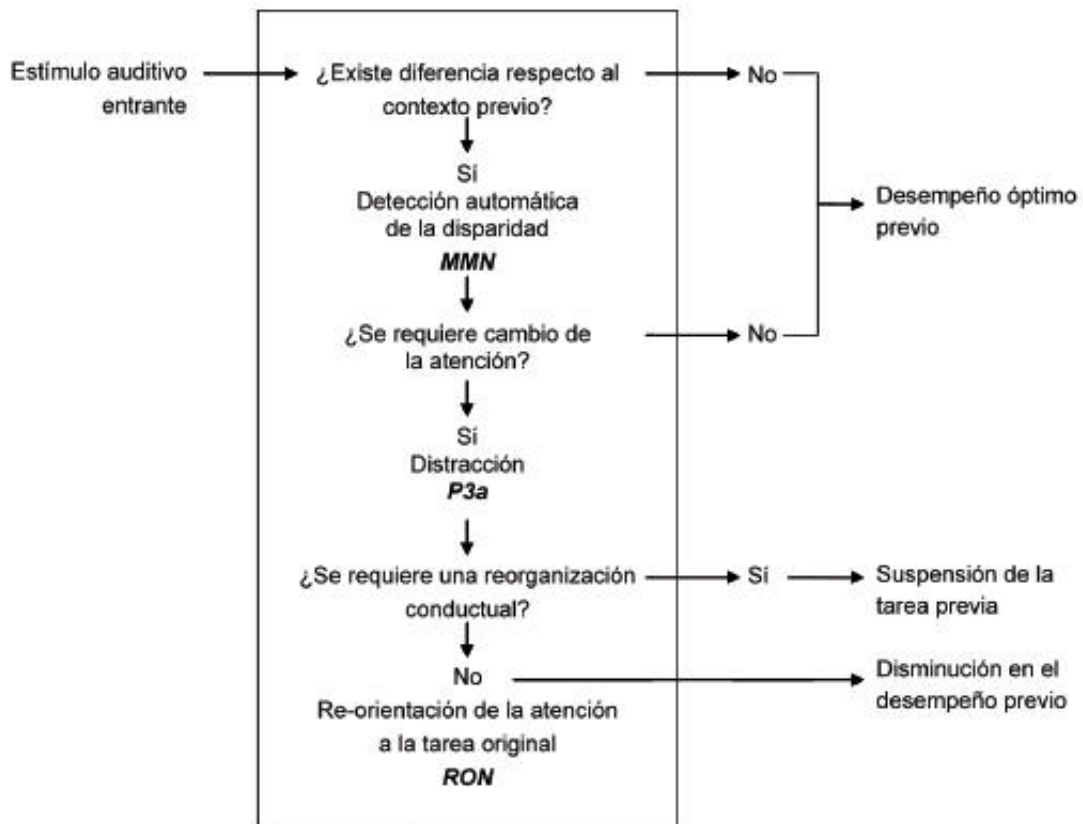 Estímulo auditivo
entrante
¿Existe diferencia respecto al
contexto previo?
No
Sí
Detección automática
de la disparidad
MMN
Desempeño óptimo
previo
¿Se requiere cambio de
la atención?
No
Sí
Distracción
P3a
¿Se requiere una reorganización
conductual?
Sí
Suspensión de la
tarea previa
No
Disminución en el
desempeño previo
Re-orientación de la atención
a la tarea original
RON